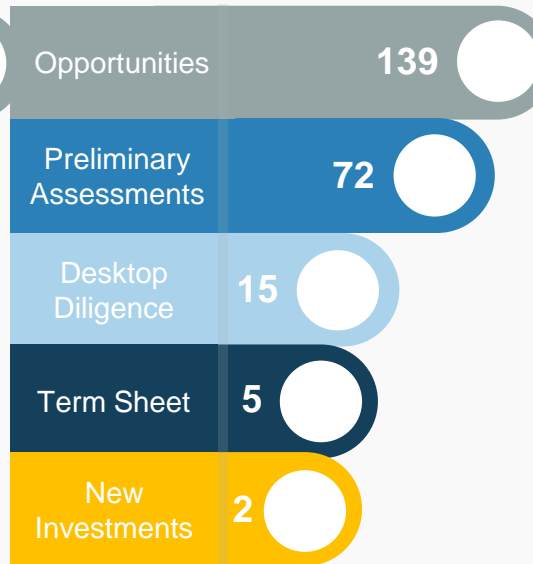 Opportunities 139
Preliminary
Assessments
72
Desktop
Diligence
15
Term Sheet 5
New
Investments
2